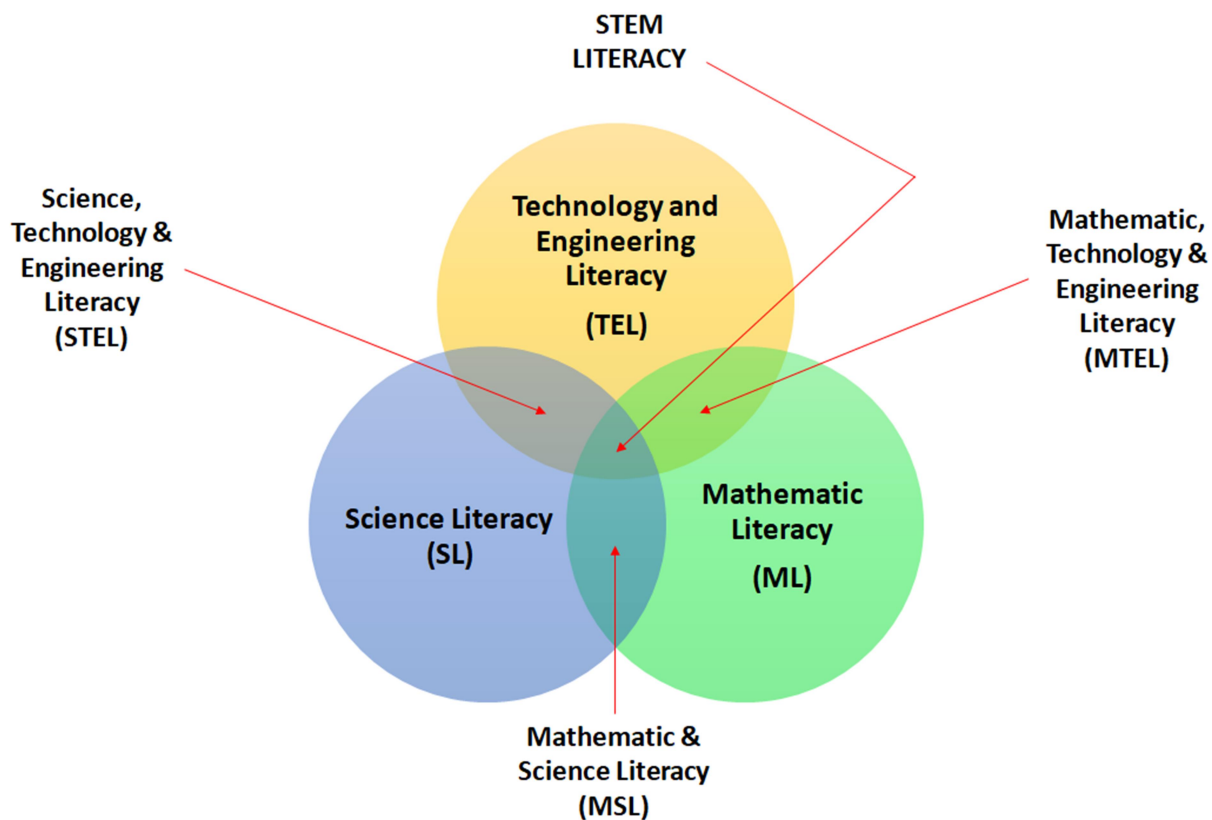 STEM
LITERACY
Science,
Technology &
Engineering
Literacy
(STEL)
Technology and
Engineering
Literacy
(TEL)
Mathematic,
Technology &
Engineering
Literacy
(MTEL)
Science Literacy
(SL)
Mathematic
Literacy
(ML)
Mathematic &
Science Literacy
(MSL)